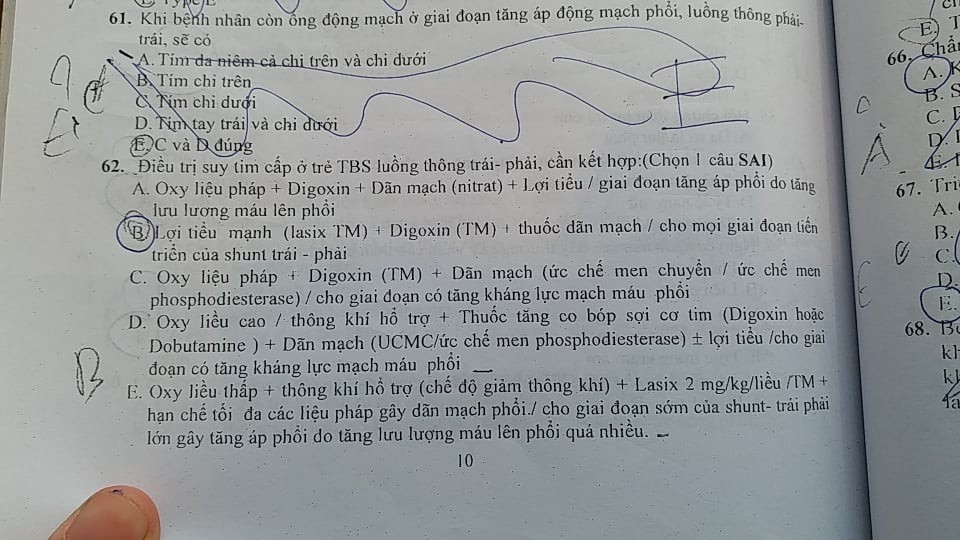 61. Khi bệnh nhân còn ống động mạch ở giai đoạn tăng áp động mạch phổi, luồng thông phải-
trái, sẽ có
A. Tím da niêm cả chi trên và chi dưới
B. Tím chi trên
C. Tím chi dưới
D. Tím tay trái và chi dưới
E. C và D đúng
62. Điều trị suy tim cấp ở trẻ TBS luồng thông trái- phải, cần kết hợp:(Chọn 1 câu SAI)
A. Oxy liệu pháp + Digoxin + Dãn mạch (nitrat) + Lợi tiểu / giai đoạn tăng áp phổi do tăng
lưu lương máu lên phổi
B. Lợi tiểu mạnh (lasix TM) + Digoxin (TM) + thuốc dãn mạch / cho mọi giai đoạn tiến
triển của shunt trái - phải
C. Oxy liệu pháp + Digoxin (TM) + Dãn mạch (ức chế men chuyển / ức chế men
phosphodiesterase) / cho giai đoạn có tăng kháng lực mạch máu phổi
D. Oxy liều cao / thông khí hỗ trợ + Thuốc tăng co bóp sợi cơ tim (Digoxin hoặc
Dobutamine ) + Dãn mạch (UCMC/ức chế men phosphodiesterase) ± lợi tiểu /cho giai
đoạn có tăng kháng lực mạch máu phổi
E. Oxy liều thấp + thông khí hỗ trợ (chế độ giảm thông khí) + Lasix 2 mg/kg/liều /TM +
hạn chế tối đa các liệu pháp gây dãn mạch phổi./ cho giai đoạn sớm của shunt- trái phải
lớn gây tăng áp phổi do tăng lưu lượng máu lên phổi quá nhiều.
10
E
B
E.
66.
A.
B.
C.
D.
A
67. Tri
A.
B.
C.
D.
E.
68.